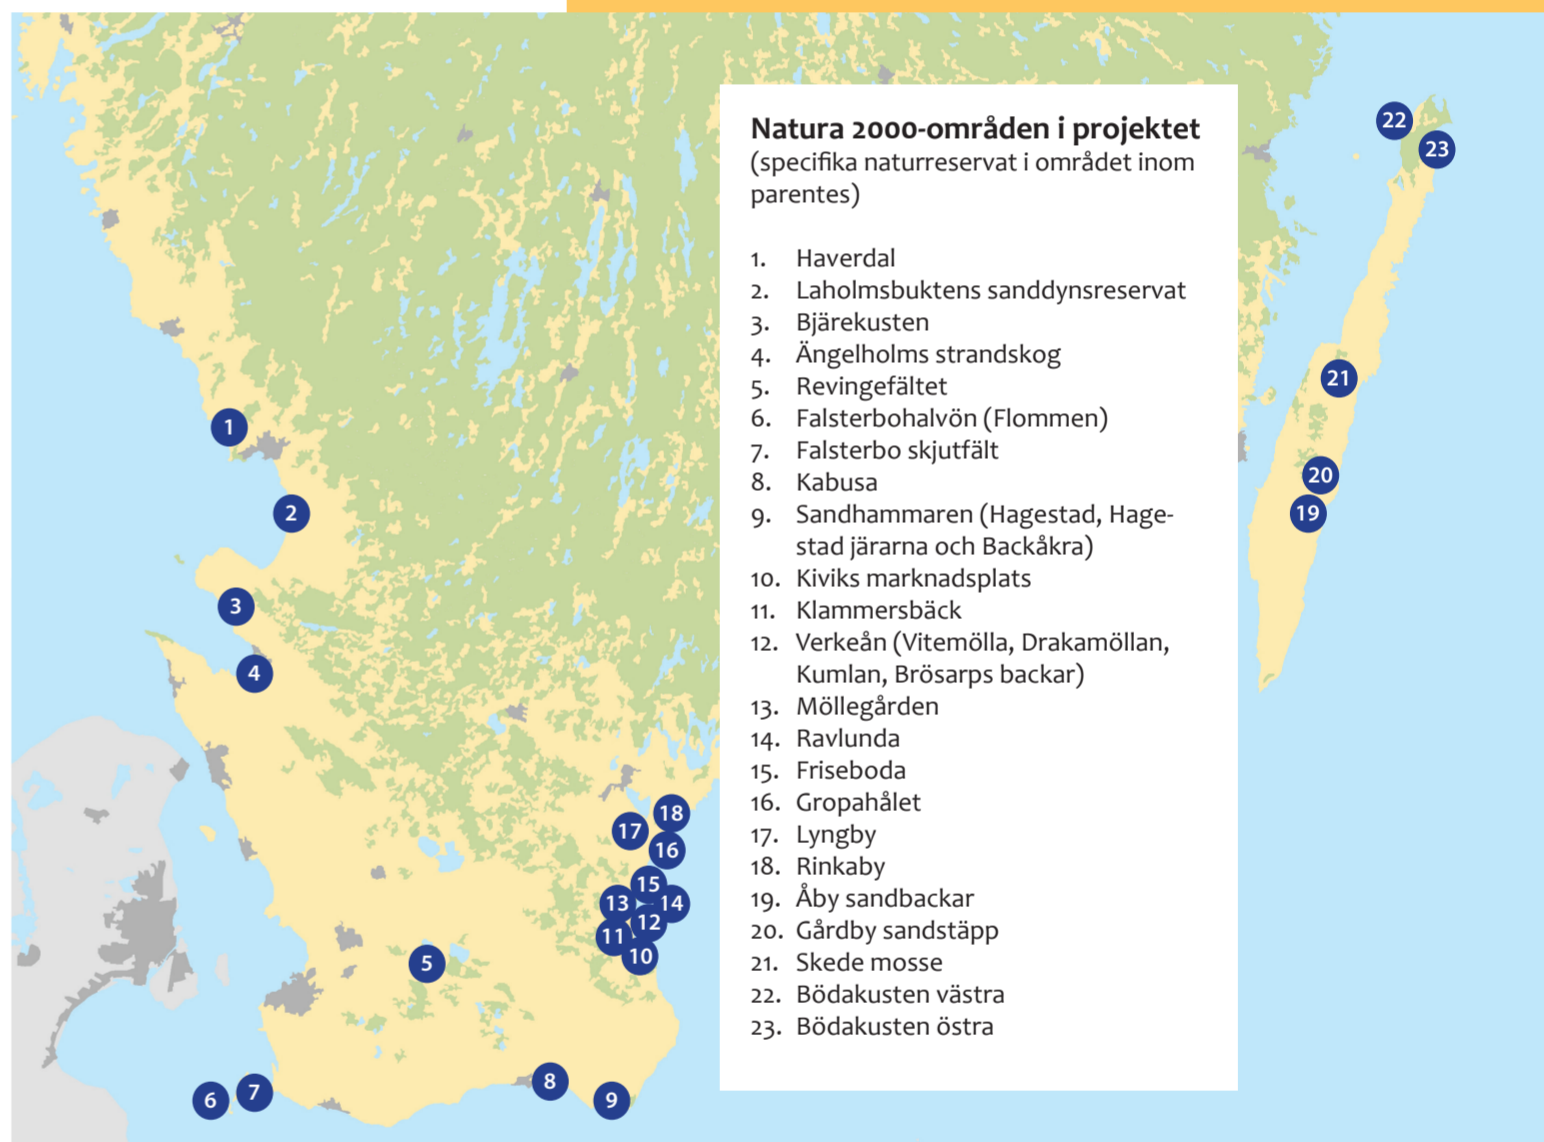 Natura 2000-områden i projektet
(specifika naturreservat i området inom
parentes)
1. Haverdal
2. Laholmsbuktens sanddynsreservat
3. Bjärekusten
4. Ängelholms strandskog
5. Revingefältet
6. Falsterbohalvön (Flommen)
7. Falsterbo skjutfält
8. Kabusa
9. Sandhammaren (Hagestad, Hage-
stad järarna och Backåkra)
10. Kiviks marknadsplats
11. Klammersbäck
12. Verkeån (Vitemölla, Drakamöllan,
Kumlan, Brösarps backar)
13. Möllegården
14. Ravlunda
15. Friseboda
16. Gropahålet
17. Lyngby
18. Rinkaby
19. Åby sandbackar
20. Gårdby sandstäpp
21. Skede mosse
22. Bödakusten västra
23. Bödakusten östra
1
2
3
4
5
6
7
8
9
10
11
12
13
14
15
16
17
18
19
20
21
22
23